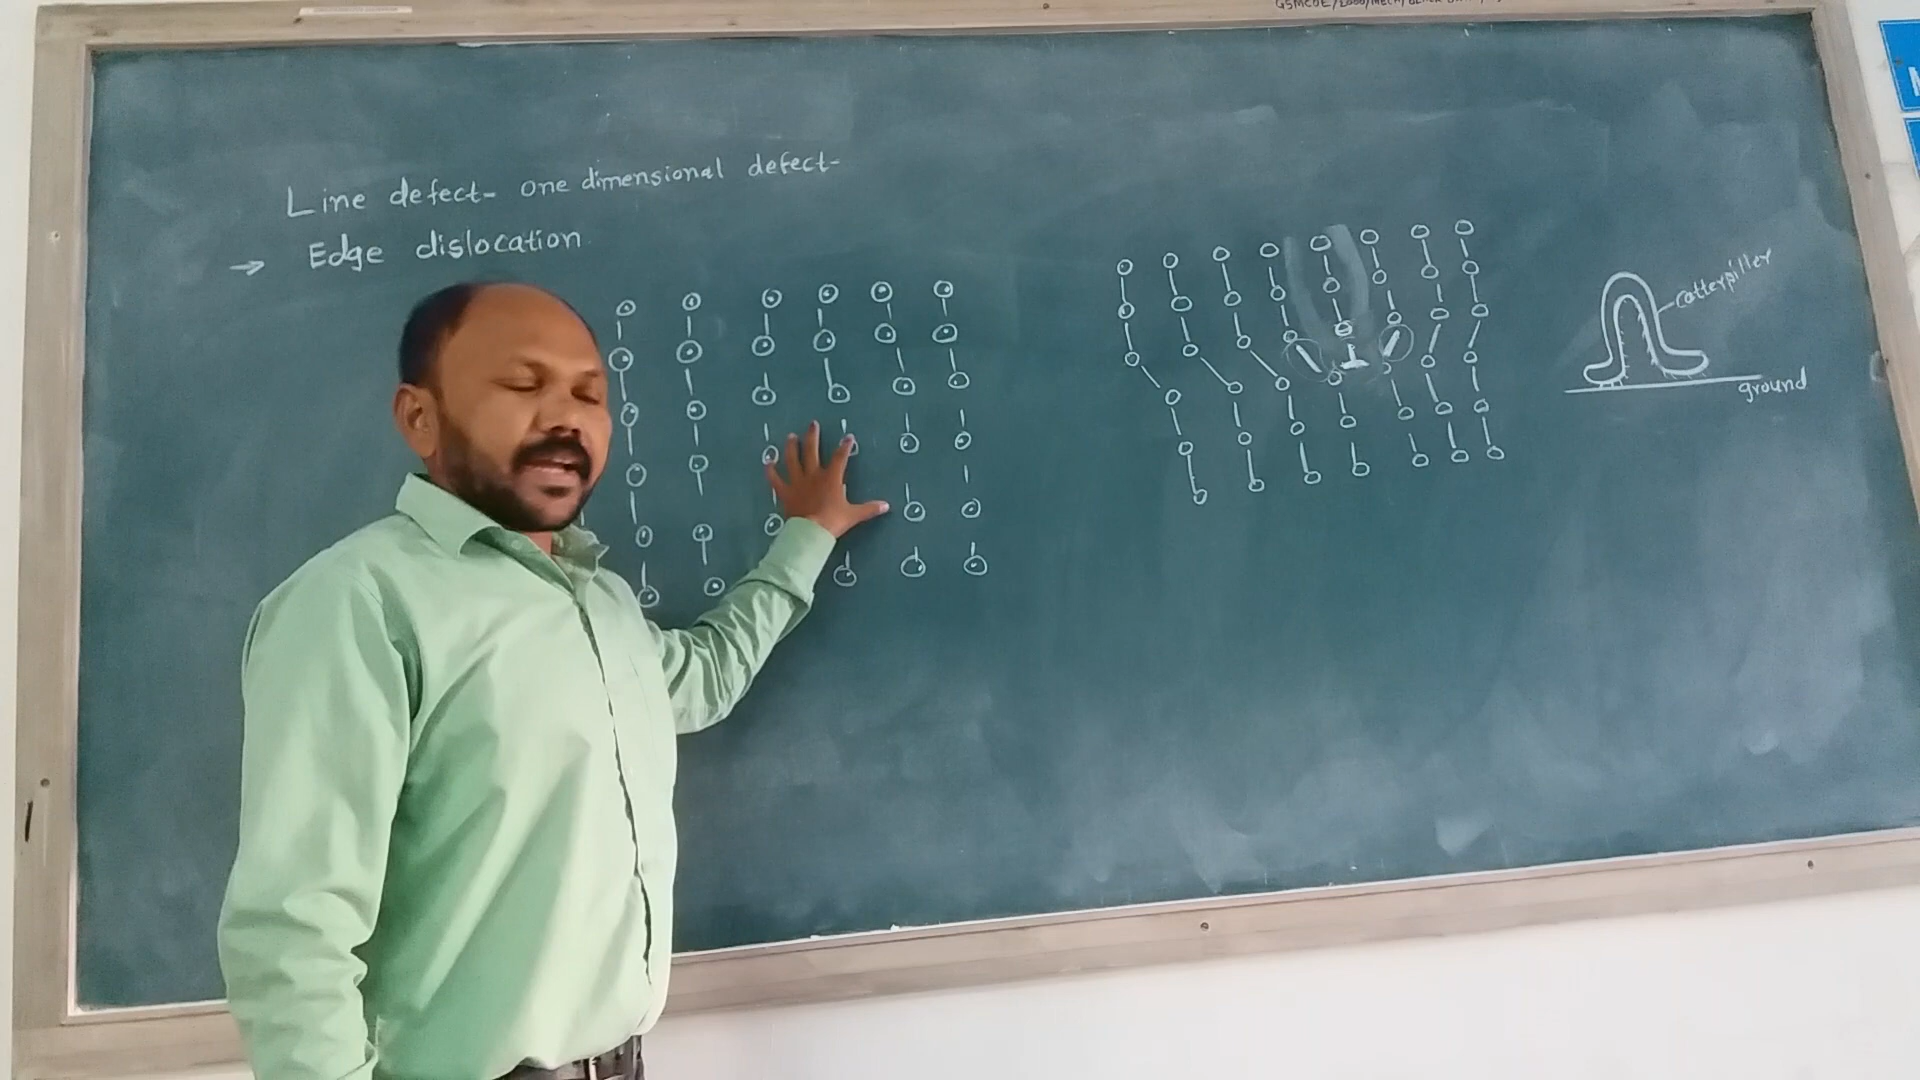 Line defect- one dimensional defect-
→ Edge dislocation
catterpiller
ground